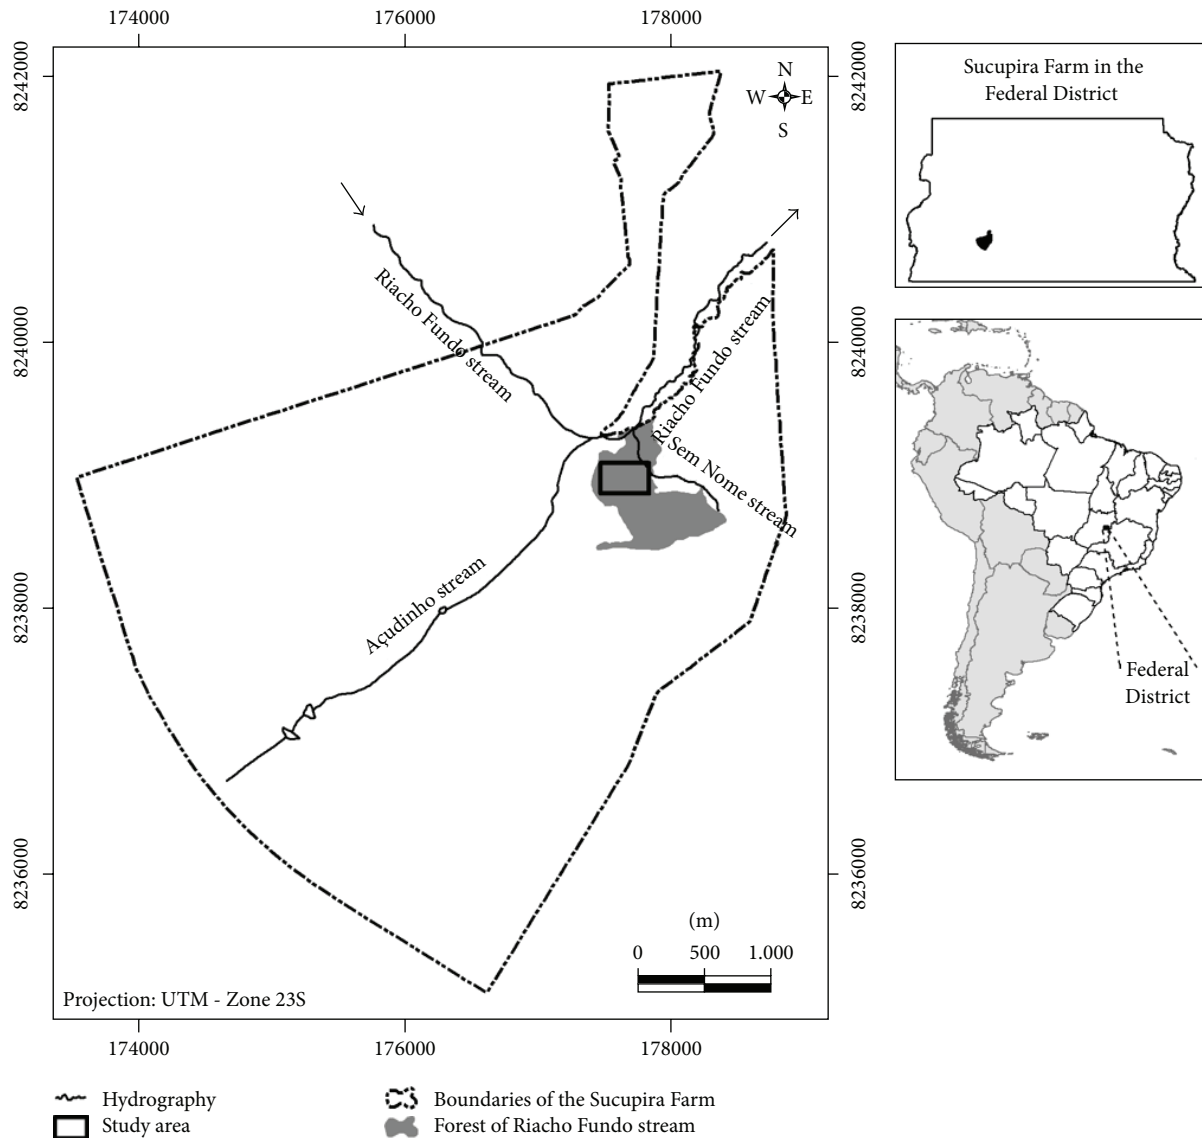 174000
176000
178000
8242000
8242000
N
W
E
S
Sucupira Farm in the
Federal District
Riacho Fundo stream
Riacho Fundo stream
8240000
8240000
Sem Nome stream
Açudinho stream
8238000
8238000
Federal
District
8236000
8236000
(m)
0
500
1.000
Projection: UTM - Zone 23S
174000
176000
178000
Hydrography
Boundaries of the Sucupira Farm
Study area
Forest of Riacho Fundo stream